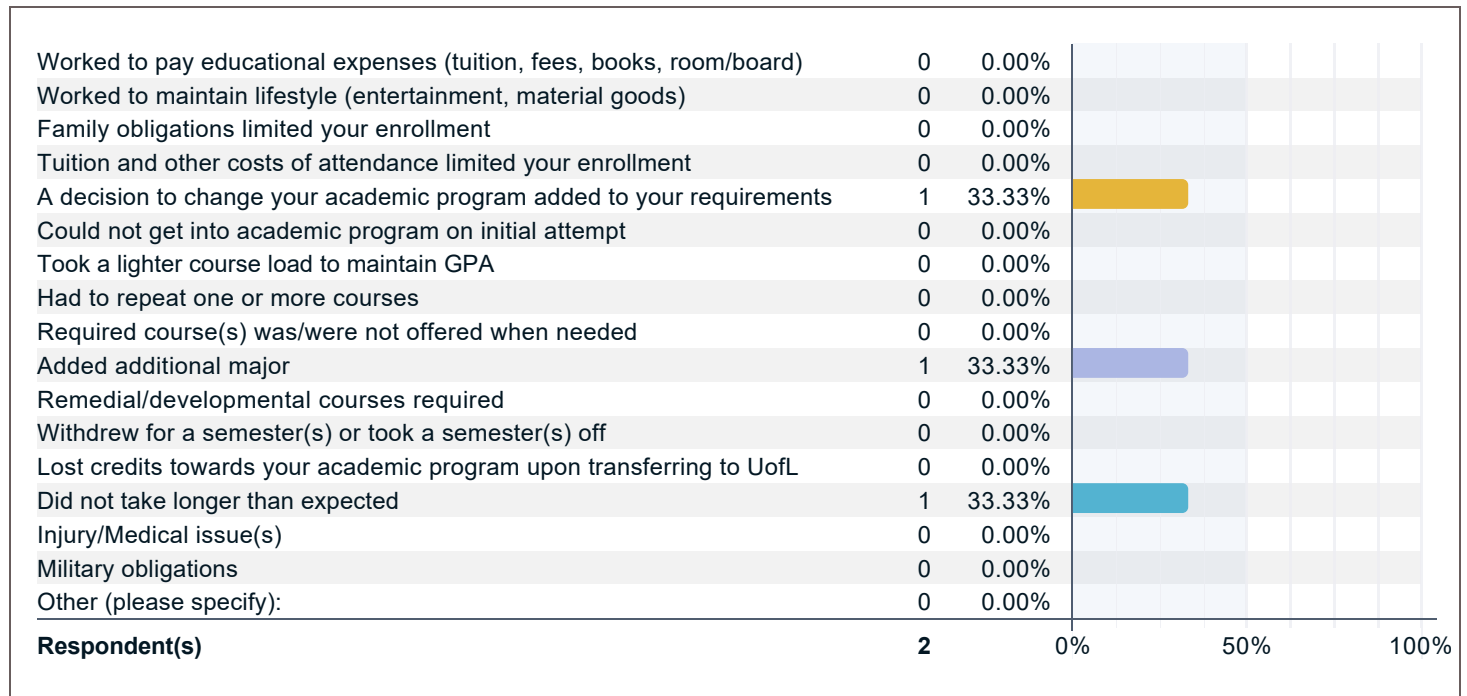 Worked to pay educational expenses (tuition, fees, books, room/board) 0 0.00%
Worked to maintain lifestyle (entertainment, material goods) 0 0.00%
Family obligations limited your enrollment 0 0.00%
Tuition and other costs of attendance limited your enrollment 0 0.00%
A decision to change your academic program added to your requirements 1 33.33%
Could not get into academic program on initial attempt 0 0.00%
Took a lighter course load to maintain GPA 0 0.00%
Had to repeat one or more courses 0 0.00%
Required course(s) was/were not offered when needed 0 0.00%
Added additional major 1 33.33%
Remedial/developmental courses required 0 0.00%
Withdrew for a semester(s) or took a semester(s) off 0 0.00%
Lost credits towards your academic program upon transferring to UofL 0 0.00%
Did not take longer than expected 1 33.33%
Injury/Medical issue(s) 0 0.00%
Military obligations 0 0.00%
Other (please specify): 0 0.00%
Respondent(s) 2 0% 50% 100%